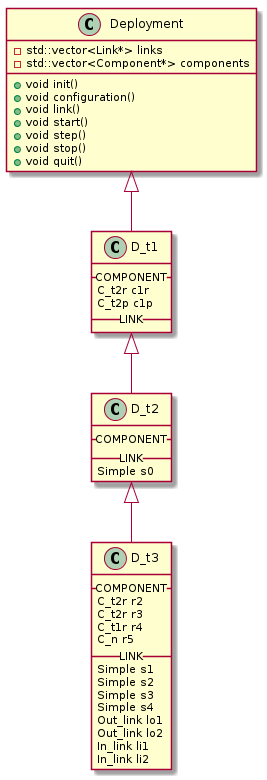 C Deployment
std::vector<Link*> links
std::vector<Component*> components
void init()
void configuration()
void link()
void start()
void step()
void stop()
void quit()
C D_t1
COMPONENT
C_t2r c1r
C_t2p c1p
LINK
C D_t2
COMPONENT
LINK
Simple s0
C D_t3
COMPONENT
C_t2r r2
C_t2r r3
C_t1r r4
C_n r5
LINK
Simple s1
Simple s2
Simple s3
Simple s4
Out_link lo1
Out_link lo2
In_link li1
In_link li2